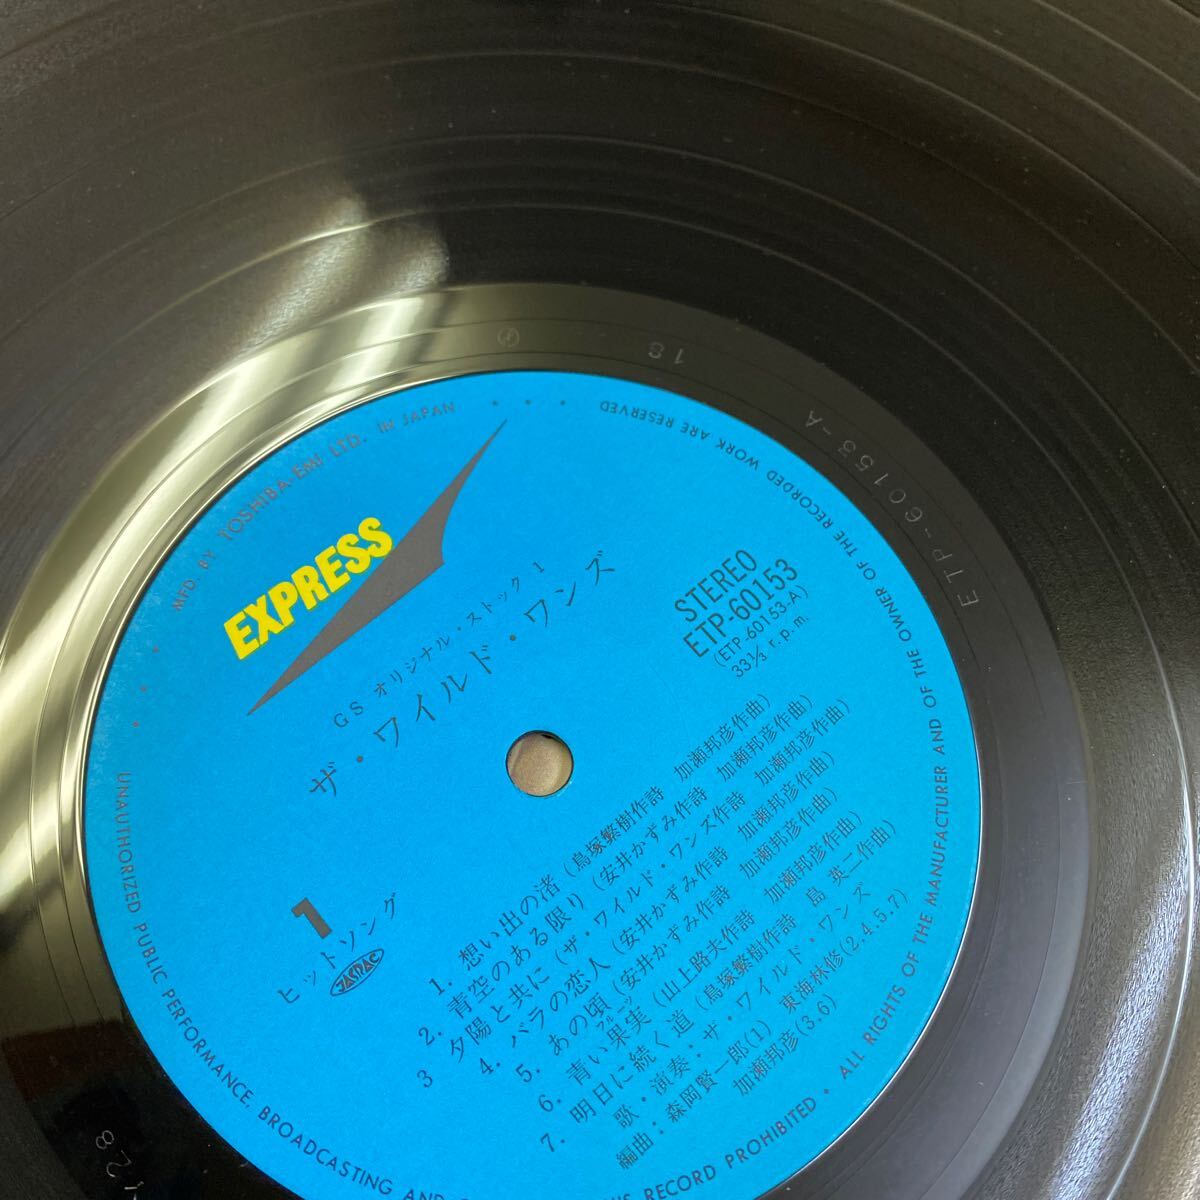 EXPRESS
GS オリジナル・ストック 1
ザ・ワイルド・ワンズ
STEREO
ETP-60153
(ETP-60153-A)
33⅓ r.p.m.
1
ヒットソング
JASRAC
1. 想い出の渚 (鳥塚繁樹作詩 加瀬邦彦作曲)
2. 青空のある限り (安井かずみ作詩 加瀬邦彦作曲)
3 夕陽と共に (ザ・ワイルド・ワンズ作詩 加瀬邦彦作曲)
4. バラの恋人 (安井かずみ作詩 加瀬邦彦作曲)
5. あの頃 (安井かずみ作詩 加瀬邦彦作曲)
6. 青い果実 (山上路夫作詩 加瀬邦彦作曲)
7. 明日に続く道 (鳥塚繁樹作詩 島 英二作曲)
歌・演奏・ザ・ワイルド・ワンズ
編曲：森岡賢一郎(1) 東海林修(2,4,5,7)
加瀬邦彦(3,6)
MFD. BY TOSHIBA-EMI LTD. IN JAPAN
ALL RIGHTS OF THE MANUFACTURER AND OF THE OWNER OF THE RECORDED WORK ARE RESERVED
UNAUTHORIZED PUBLIC PERFORMANCE, BROADCASTING AND RECORD PROHIBITED
ETP-60153-A
18